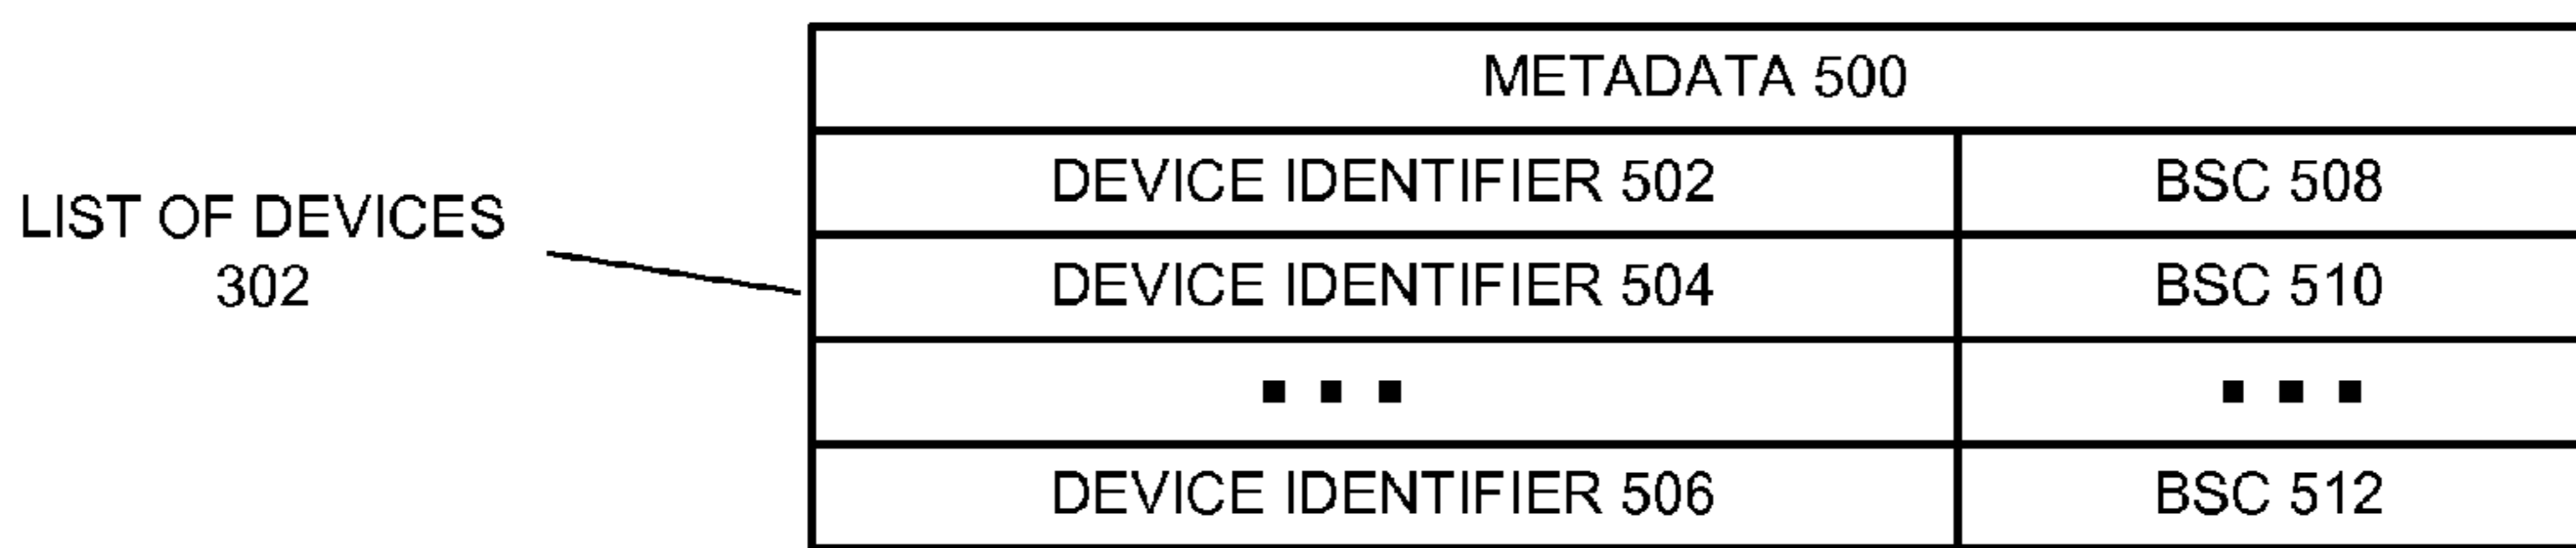 METADATA 500
DEVICE IDENTIFIER 502 BSC 508
LIST OF DEVICES
302
DEVICE IDENTIFIER 504 BSC 510
... ...
DEVICE IDENTIFIER 506 BSC 512